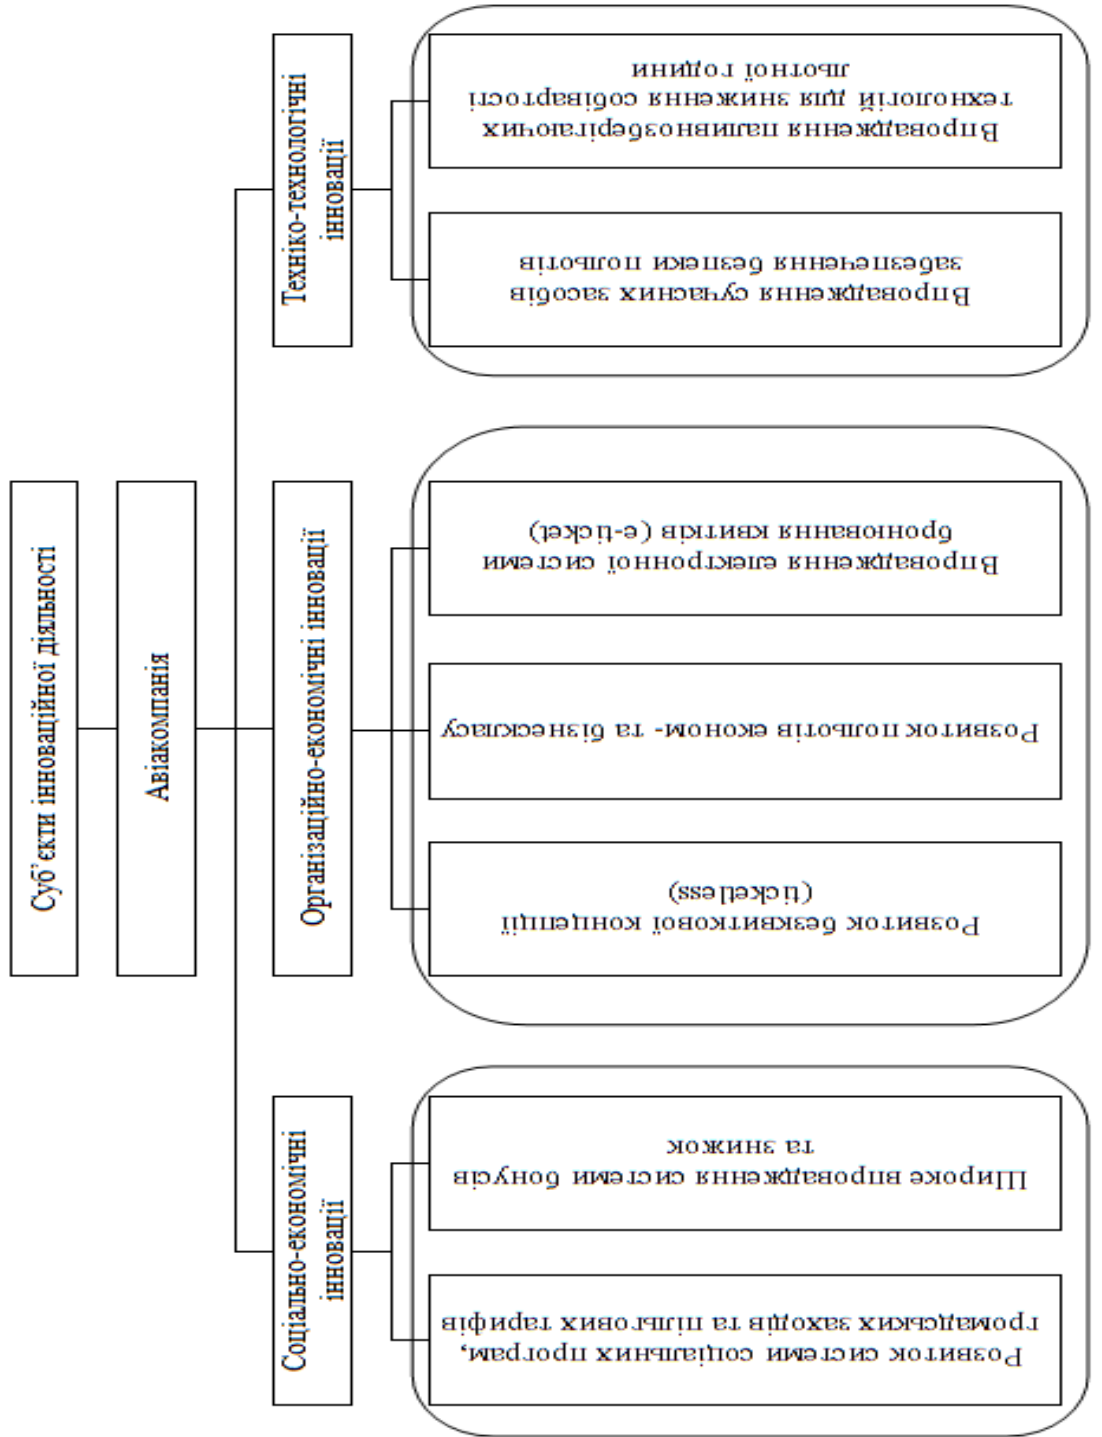 Суб’єкти інноваційної діяльності
Авіакомпанія
Соціально-економічні
інновації
Організаційно-економічні інновації
Техніко-технологічні
інновації
Розвиток системи соціальних програм,
громадських заходів та пільгових тарифів
Широке впровадження системи бонусів
та знижок
Розвиток безквиткової концепції
(ticketless)
Розвиток польотів економ- та бізнескласу
Впровадження електронної системи
бронювання квитків (e-ticket)
Впровадження сучасних засобів
забезпечення безпеки польотів
Впровадження паливнозберігаючих
технологій для зниження собівартості
льотної години